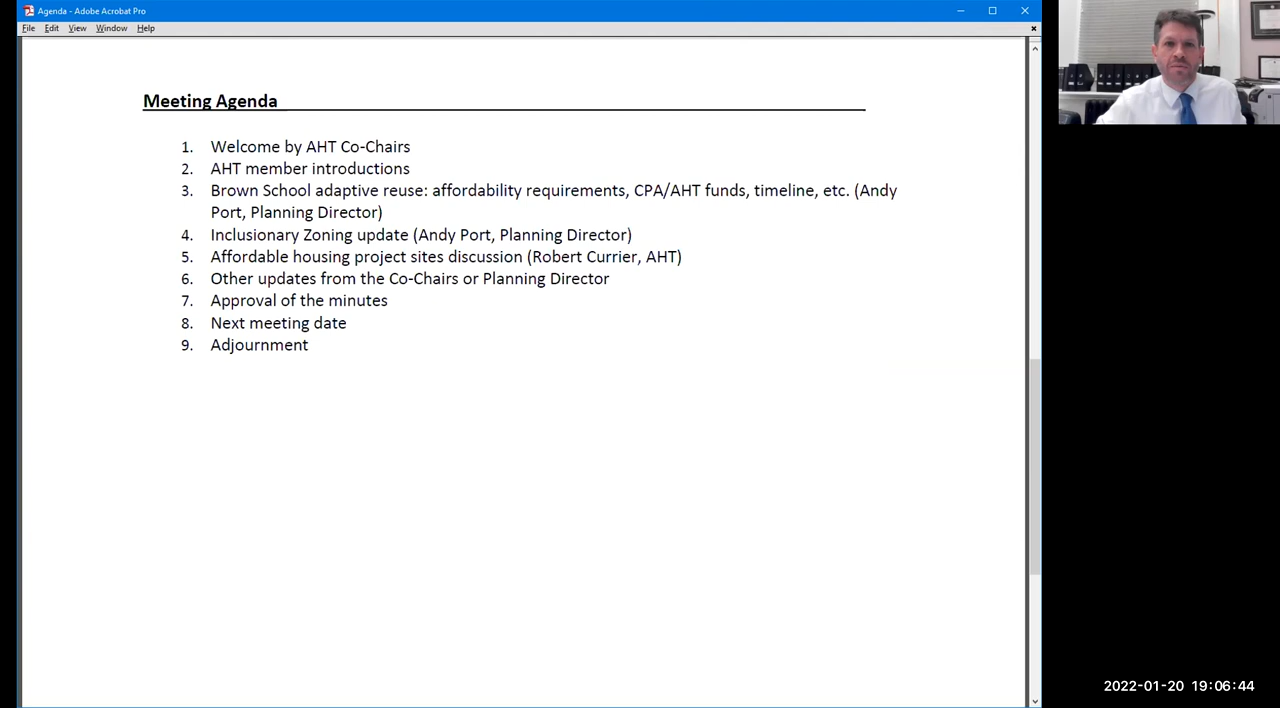 Agenda - Adobe Acrobat Pro
File Edit View Window Help
Meeting Agenda
1. Welcome by AHT Co-Chairs
2. AHT member introductions
3. Brown School adaptive reuse: affordability requirements, CPA/AHT funds, timeline, etc. (Andy
Port, Planning Director)
4. Inclusionary Zoning update (Andy Port, Planning Director)
5. Affordable housing project sites discussion (Robert Currier, AHT)
6. Other updates from the Co-Chairs or Planning Director
7. Approval of the minutes
8. Next meeting date
9. Adjournment
2022-01-20 19:06:44